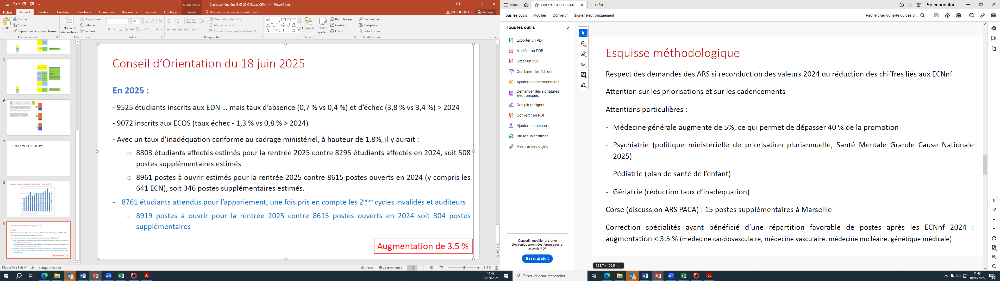 Outils Image
Diapos seminanire 18 09 25 O Rauzy CEMI-Im - PowerPoint
Fichier
Accueil
Insertion
Création
Transitions
Animations
Diaporama
Révision
Affichage
Format
Dites-nous ce que vous voulez faire.
MOUTHON Luc
Partager
Coller
Couper
Copier
Reproduire la mise en forme
Presse-papiers
Nouvelle diapositive
Disposition
Rétablir
Section
Diapositives
28
G I S S abc AV Aa A
Police
Orientation du texte
Aligner le texte
Convertir en graphique SmartArt
Paragraphe
Organiser
Styles rapides
Remplissage
Contour
Effets
Dessin
Rechercher
Remplacer
Sélectionner
Modification
5
6
7
8
Conseil d'Orientation DES Médecine - 18 juin 2025
9
Conseil d’Orientation du 18 juin 2025
En 2025 :
- 9525 étudiants inscrits aux EDN ... mais taux d’absence (0,7 % vs 0,4 %) et d’échec (3,8 % vs 3,4 %) > 2024
- 9072 inscrits aux ECOS (taux échec - 1,3 % vs 0,8 % > 2024)
- Avec un taux d’inadéquation conforme au cadrage ministériel, à hauteur de 1,8%, il y aurait :
8803 étudiants affectés estimés pour la rentrée 2025 contre 8295 étudiants affectés en 2024, soit 508
postes supplémentaires estimés
8961 postes à ouvrir estimés pour la rentrée 2025 contre 8615 postes ouverts en 2024 (y compris les
641 ECN), soit 346 postes supplémentaires estimés.
- 8761 étudiants attendus pour l’appariement, une fois pris en compte les 2ème cycles invalidés et auditeurs
- 8919 postes à ouvrir pour la rentrée 2025 contre 8615 postes ouverts en 2024 soit 304 postes
supplémentaires
Augmentation de 3.5 %
Diapositive 9 de 9
Français (France)
Notes
Commentaires
115 %
11:49
18/09/2025
Menu
ONDPS CDD 02-09-...
Créer
Se connecter
Tous les outils
Modifier
Convertir
Signer électroniquement
Rechercher du texte ou des o...
Tous les outils
Exporter un PDF
Modifier un PDF
Créer un PDF
Combiner des fichiers
Ajouter des commentaires
Demander des signatures
électroniques
Remplir et signer
Convertir en PDF
Ajouter un tampon
Utiliser un certificat
Mesurer des objets
Convertir, modifier et signer
électroniquement des formulaires et
accords PDF
Essai gratuit
Esquisse méthodologique
Respect des demandes des ARS si reconduction des valeurs 2024 ou réduction des chiffres liés aux ECNnf
Attention sur les priorisations et sur les cadencements
Attentions particulières :
- Médecine générale augmente de 5%, ce qui permet de dépasser 40 % de la promotion
- Psychiatrie (politique ministérielle de priorisation pluriannuelle, Santé Mentale Grande Cause Nationale
2025)
- Pédiatrie (plan de santé de l’enfant)
- Gériatrie (réduction taux d’inadéquation)
Corse (discussion ARS PACA) : 15 postes supplémentaires à Marseille
Correction spécialités ayant bénéficié d’une répartition favorable de postes après les ECNnf 2024 :
augmentation < 3.5 % (médecine cardiovasculaire, médecine vasculaire, médecine nucléaire, génétique médicale)
8
12
338,7 x 190,5 mm
Taper ici pour rechercher
11:49
18/09/2025
20